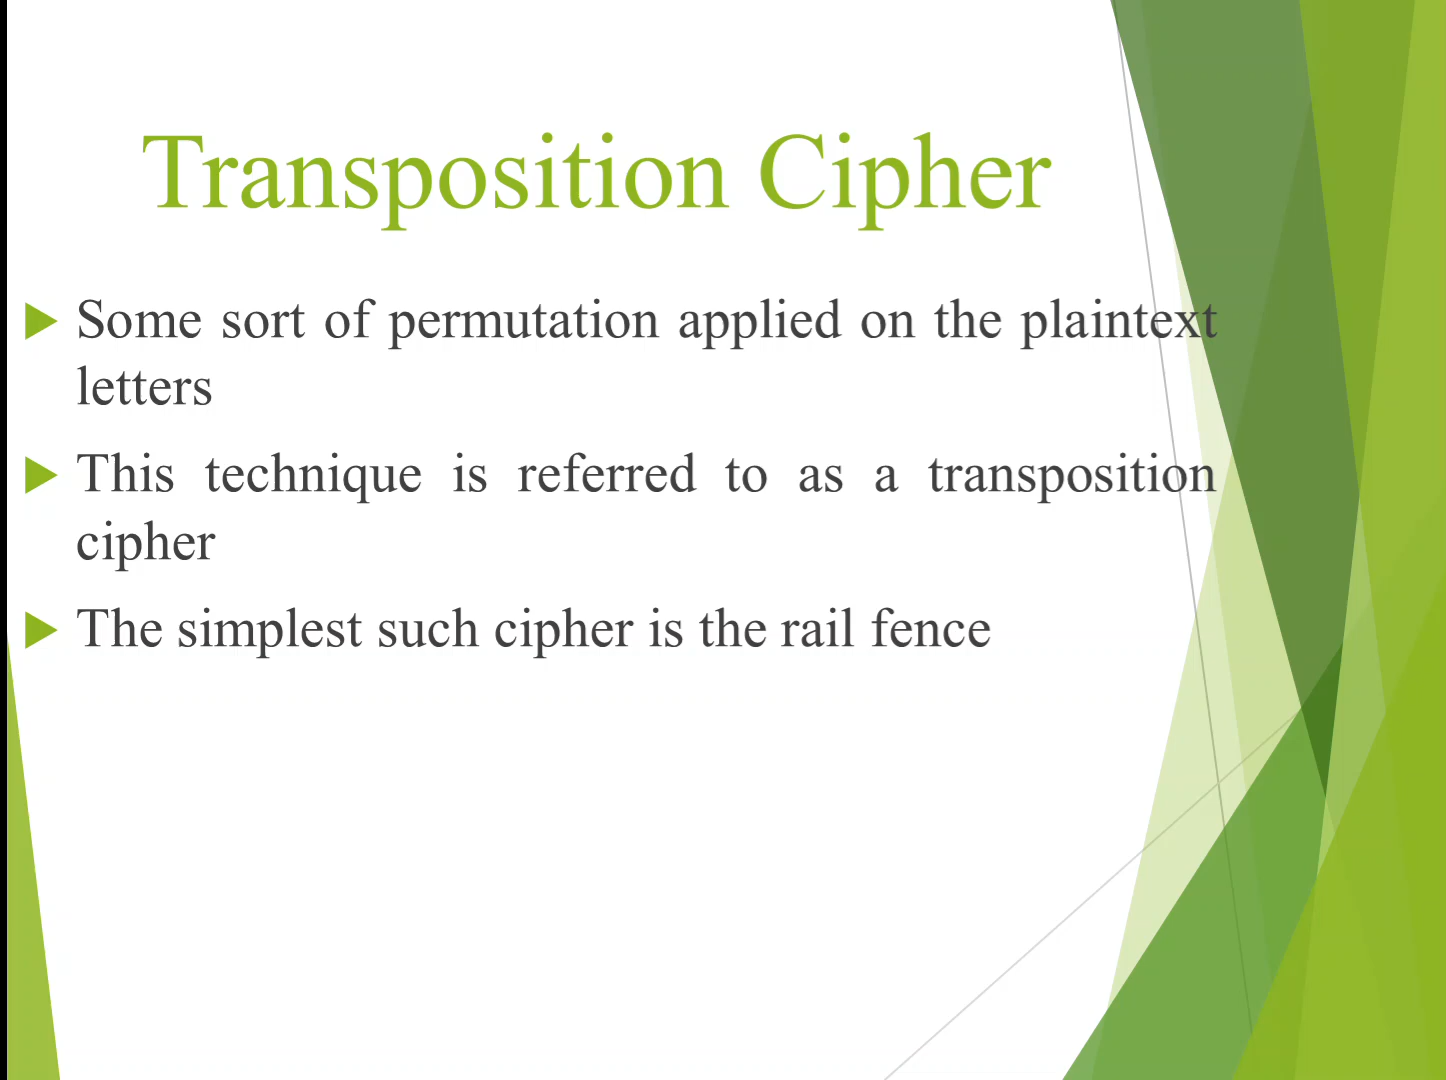 Transposition Cipher
Some sort of permutation applied on the plaintext
letters
This technique is referred to as a transposition
cipher
The simplest such cipher is the rail fence